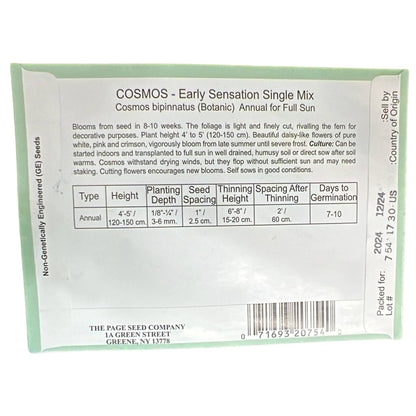 COSMOS - Early Sensation Single Mix
Cosmos bipinnatus (Botanic) Annual for Full Sun
Blooms from seed in 8-10 weeks. The foliage is light and finely cut, rivalling the fern for
decorative purposes. Plant height 4' to 5' (120-150 cm). Beautiful daisy-like flowers of pure
white, pink and crimson, vigorously bloom from late summer until severe frost. Culture: Can be
started indoors and transplanted to full sun in well drained, humusy soil or direct sow after soil
warms. Cosmos withstand drying winds, but they flop without sufficient sun and may need
staking. Cutting flowers encourages new blooms. Self sows in good conditions.
Type Height Planting Depth Seed Spacing Thinning Height Spacing After Thinning Days to Germination
Annual 4'-5' / 120-150 cm. 1/8"-¼" / 3-6 mm. 1" / 2.5 cm. 6"-8" / 15-20 cm. 2' / 60 cm. 7-10
Non-Genetically Engineered (GE) Seeds
Packed for: 2024 12/24 :Sell by
Lot # 7 54 17 30 US :Country of Origin
THE PAGE SEED COMPANY
1A GREEN STREET
GREENE, NY 13778
0 71693 20754 0